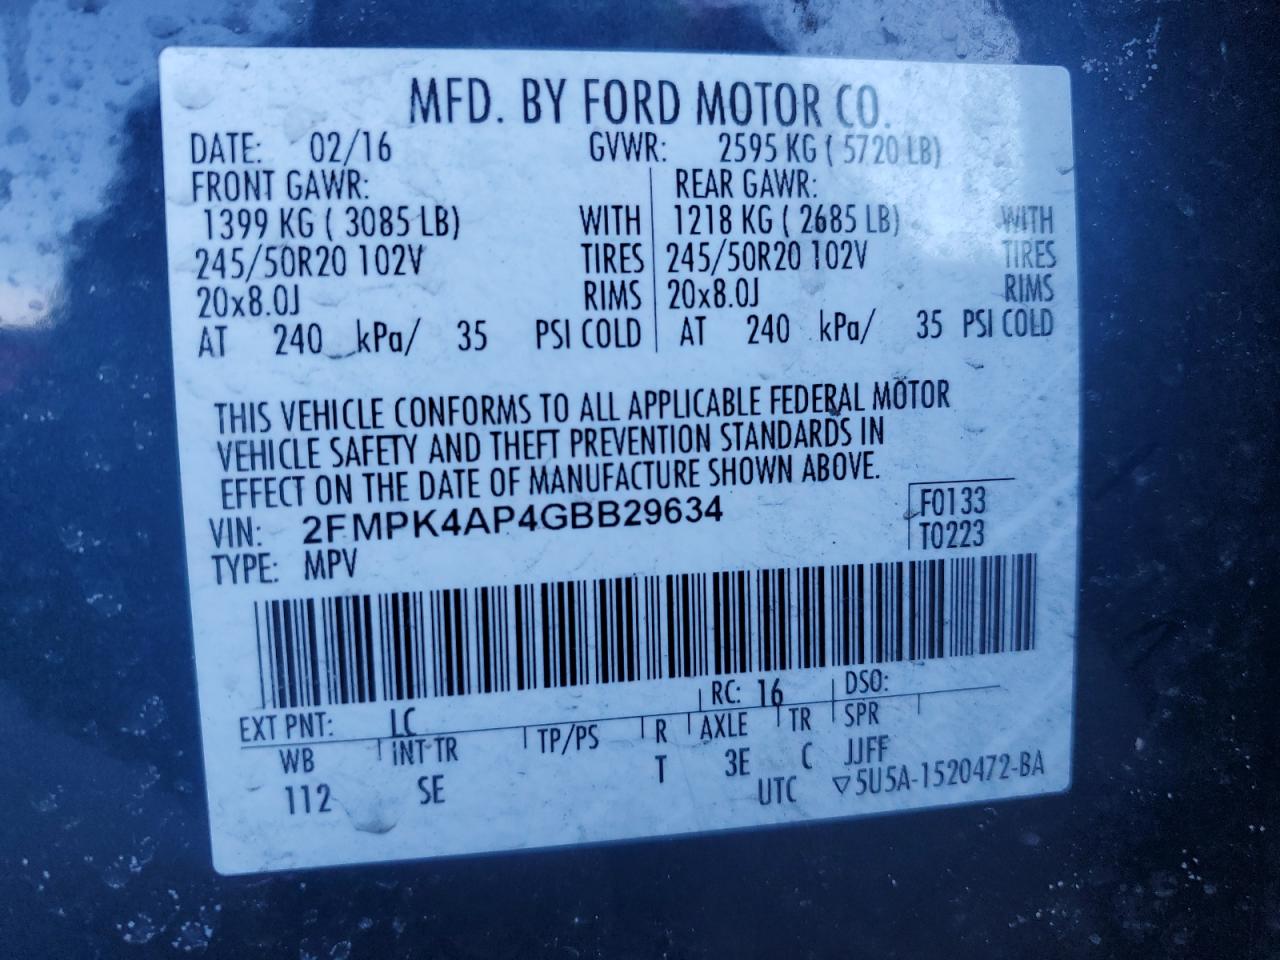 MFD. BY FORD MOTOR CO.
DATE: 02/16 GVWR: 2595 KG ( 5720 LB)
FRONT GAWR: REAR GAWR:
1399 KG ( 3085 LB) WITH 1218 KG ( 2685 LB) WITH
245/50R20 102V TIRES 245/50R20 102V TIRES
20x8.0J RIMS 20x8.0J RIMS
AT 240 kPa/ 35 PSI COLD AT 240 kPa/ 35 PSI COLD
THIS VEHICLE CONFORMS TO ALL APPLICABLE FEDERAL MOTOR
VEHICLE SAFETY AND THEFT PREVENTION STANDARDS IN
EFFECT ON THE DATE OF MANUFACTURE SHOWN ABOVE.
VIN: 2FMPK4AP4GBB29634 F0133
TYPE: MPV T0223
EXT PNT: LC RC: 16 DSO:
WB INT TR TP/PS R AXLE TR SPR
112 SE T 3E C JJFF
UTC ▽5U5A-1520472-BA